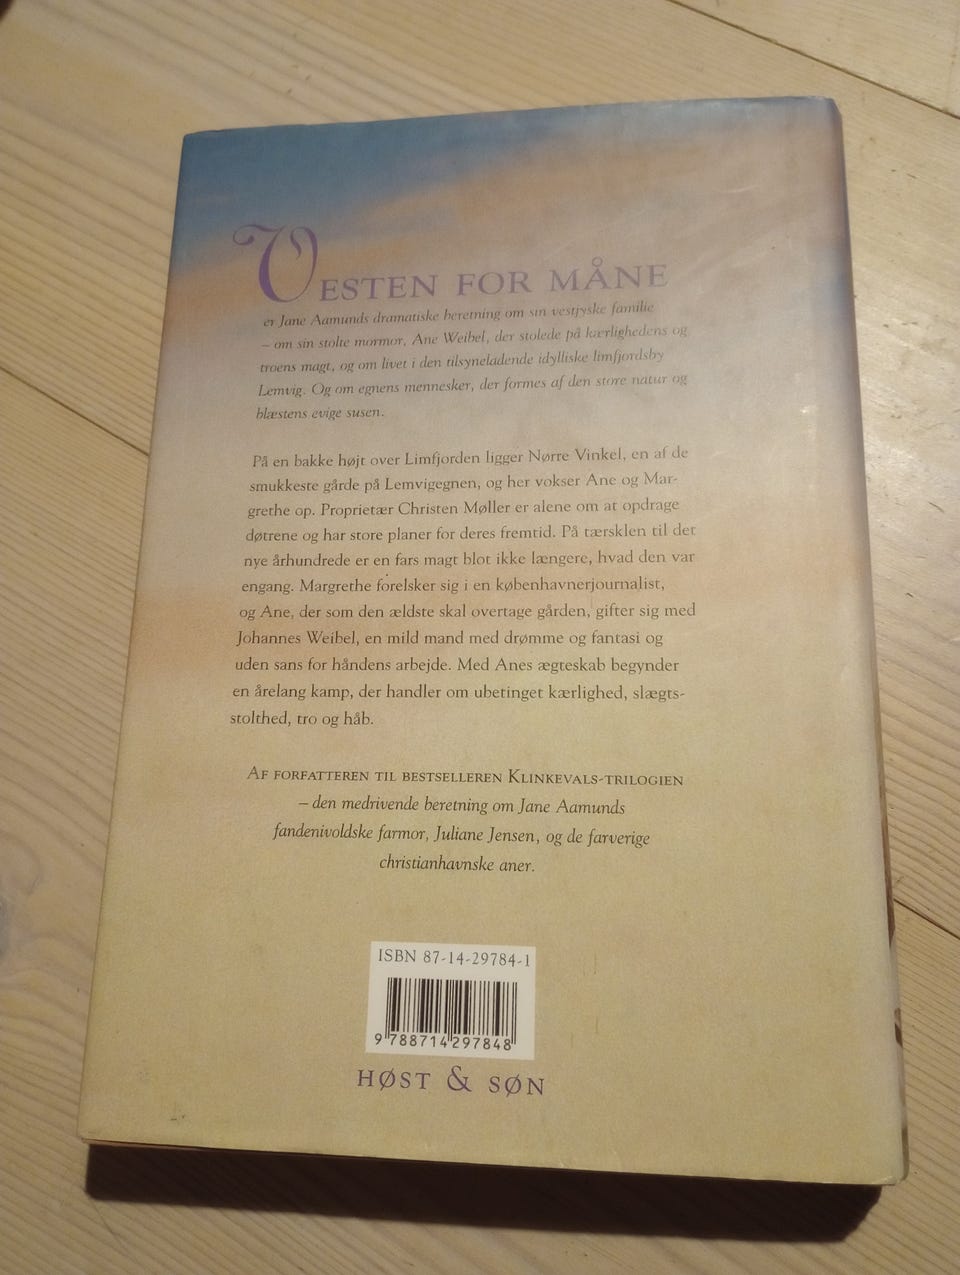 VESTEN FOR MÅNE
er Jane Aamunds dramatiske beretning om sin vestjyske familie
– om sin stolte mormor, Ane Weibel, der stolede på kærlighedens og
troens magt, og om livet i den tilsyneladende idylliske limfjordsby
Lemvig. Og om egnens mennesker, der formes af den store natur og
blæstens evige susen.
På en bakke højt over Limfjorden ligger Nørre Vinkel, en af de
smukkeste gårde på Lemvigegnen, og her vokser Ane og Mar-
grethe op. Proprietær Christen Møller er alene om at opdrage
døtrene og har store planer for deres fremtid. På tærsklen til det
nye århundrede er en fars magt blot ikke længere, hvad den var
engang. Margrethe forelsker sig i en københavnerjournalist,
og Ane, der som den ældste skal overtage gården, gifter sig med
Johannes Weibel, en mild mand med drømme og fantasi og
uden sans for håndens arbejde. Med Anes ægteskab begynder
en årelang kamp, der handler om ubetinget kærlighed, slægts-
stolthed, tro og håb.
AF FORFATTEREN TIL BESTSELLEREN KLINKEVALS-TRILOGIEN
– den medrivende beretning om Jane Aamunds
fandenivoldske farmor, Juliane Jensen, og de farverige
christianhavnske aner.
ISBN 87-14-29784-1
9 788714 297848
HØST & SØN